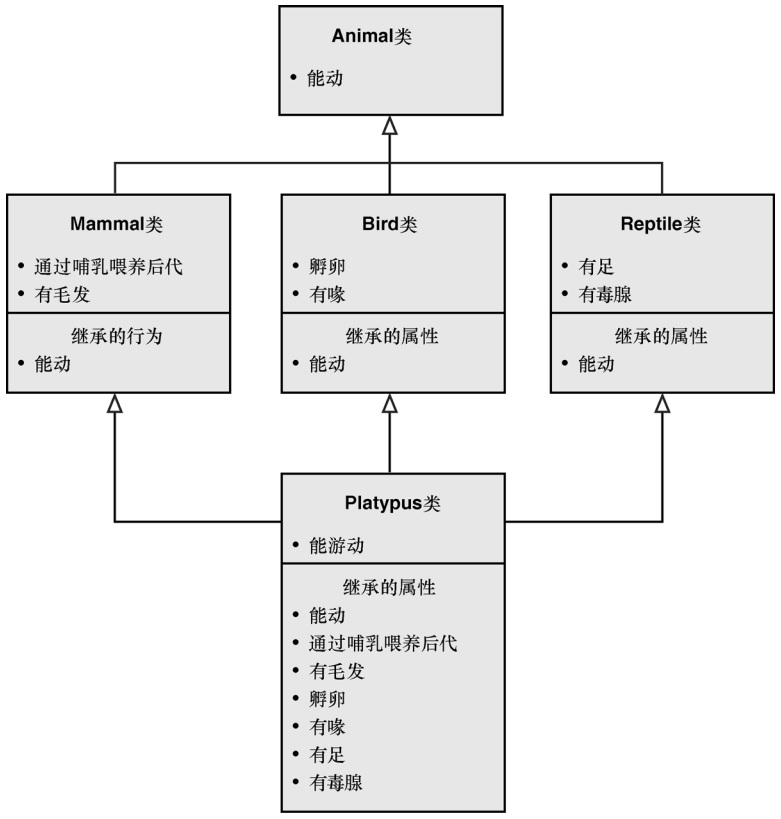 Animal类
• 能动
Mammal类
• 通过哺乳喂养后代
• 有毛发
继承的行为
• 能动
Bird类
• 孵卵
• 有喙
继承的属性
• 能动
Reptile类
• 有足
• 有毒腺
继承的属性
• 能动
Platypus类
• 能游动
继承的属性
• 能动
• 通过哺乳喂养后代
• 有毛发
• 孵卵
• 有喙
• 有足
• 有毒腺